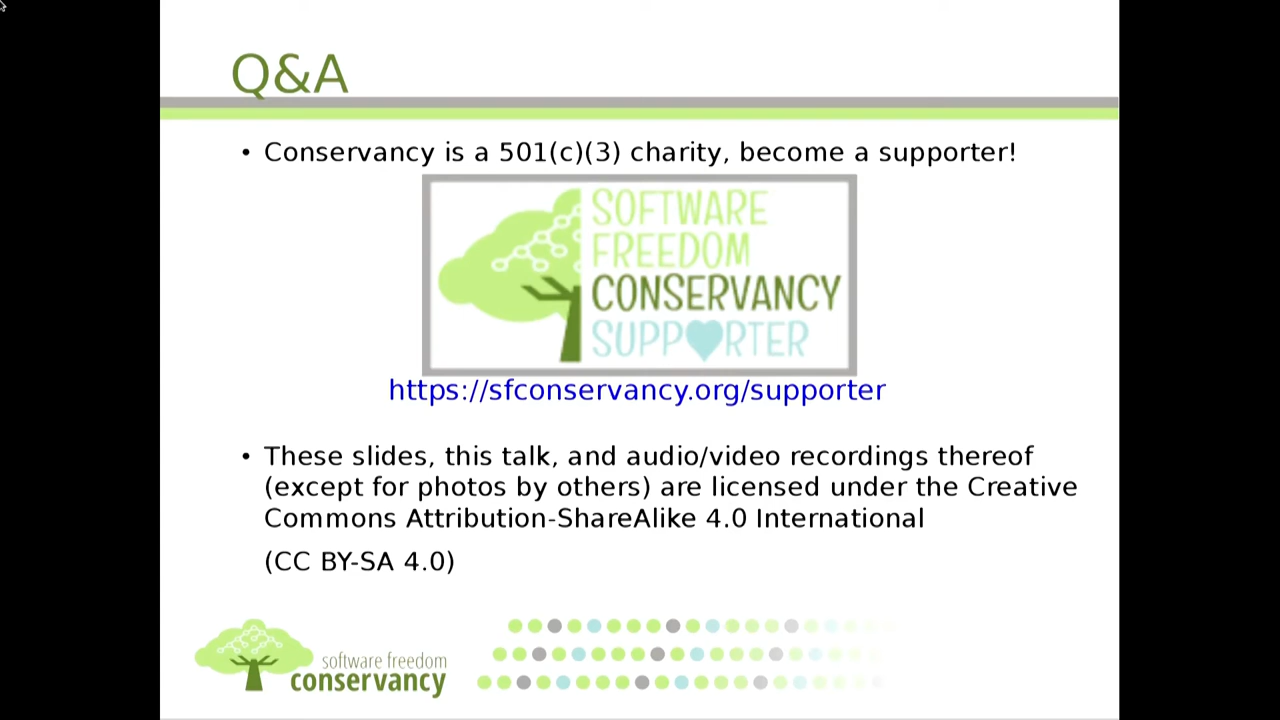 Q&A
• Conservancy is a 501(c)(3) charity, become a supporter!
SOFTWARE
FREEDOM
CONSERVANCY
SUPP♥RTER
https://sfconservancy.org/supporter
• These slides, this talk, and audio/video recordings thereof
(except for photos by others) are licensed under the Creative
Commons Attribution-ShareAlike 4.0 International
(CC BY-SA 4.0)
software freedom
conservancy